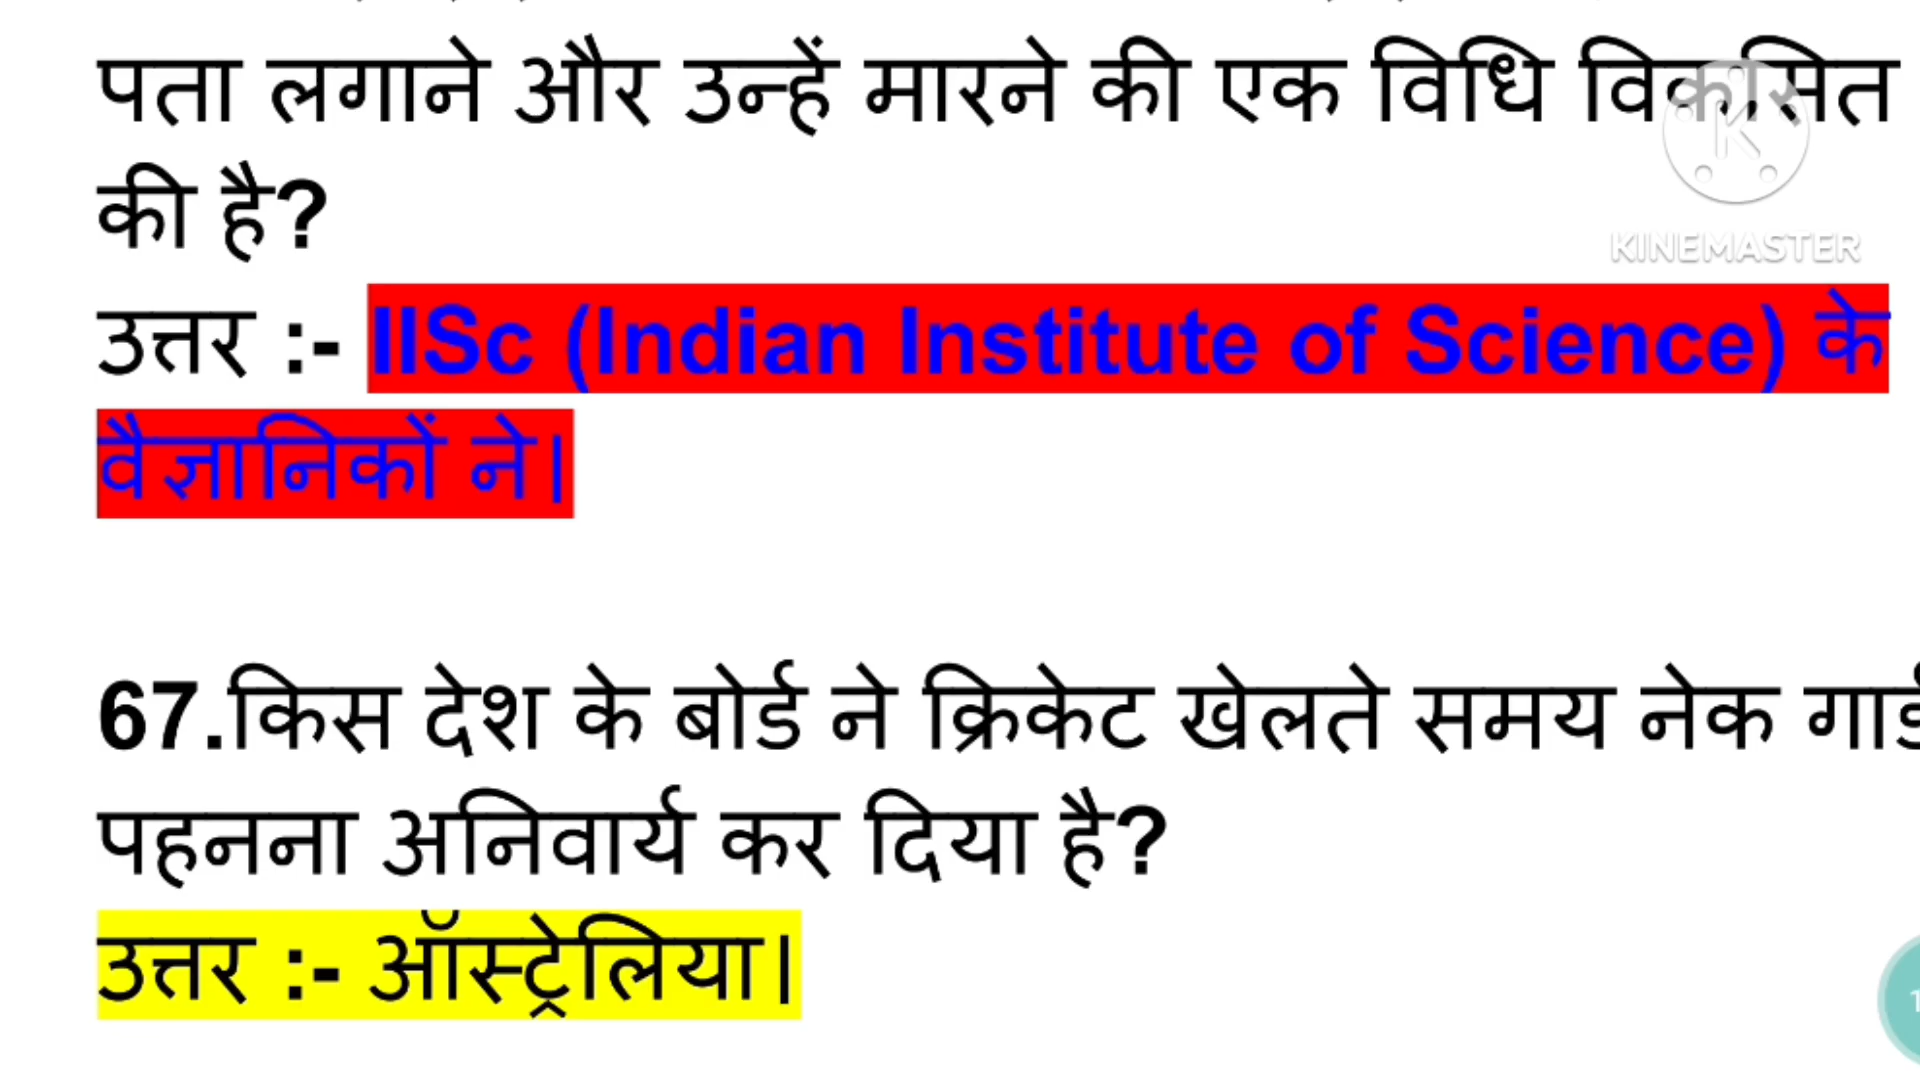 पता लगाने और उन्हें मारने की एक विधि विकसित
की है?
KINEMASTER
उत्तर :- IISc (Indian Institute of Science) के
वैज्ञानिकों ने।
67.किस देश के बोर्ड ने क्रिकेट खेलते समय नेक गार्ड
पहनना अनिवार्य कर दिया है?
उत्तर :- ऑस्ट्रेलिया।